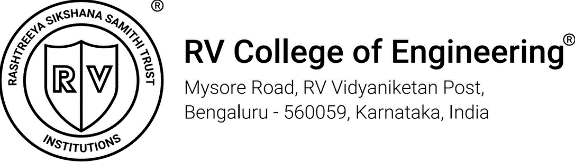 RASHTREEYA SIKSHANA SAMITHI TRUST
®
RV
INSTITUTIONS
RV College of Engineering®
Mysore Road, RV Vidyaniketan Post,
Bengaluru - 560059, Karnataka, India